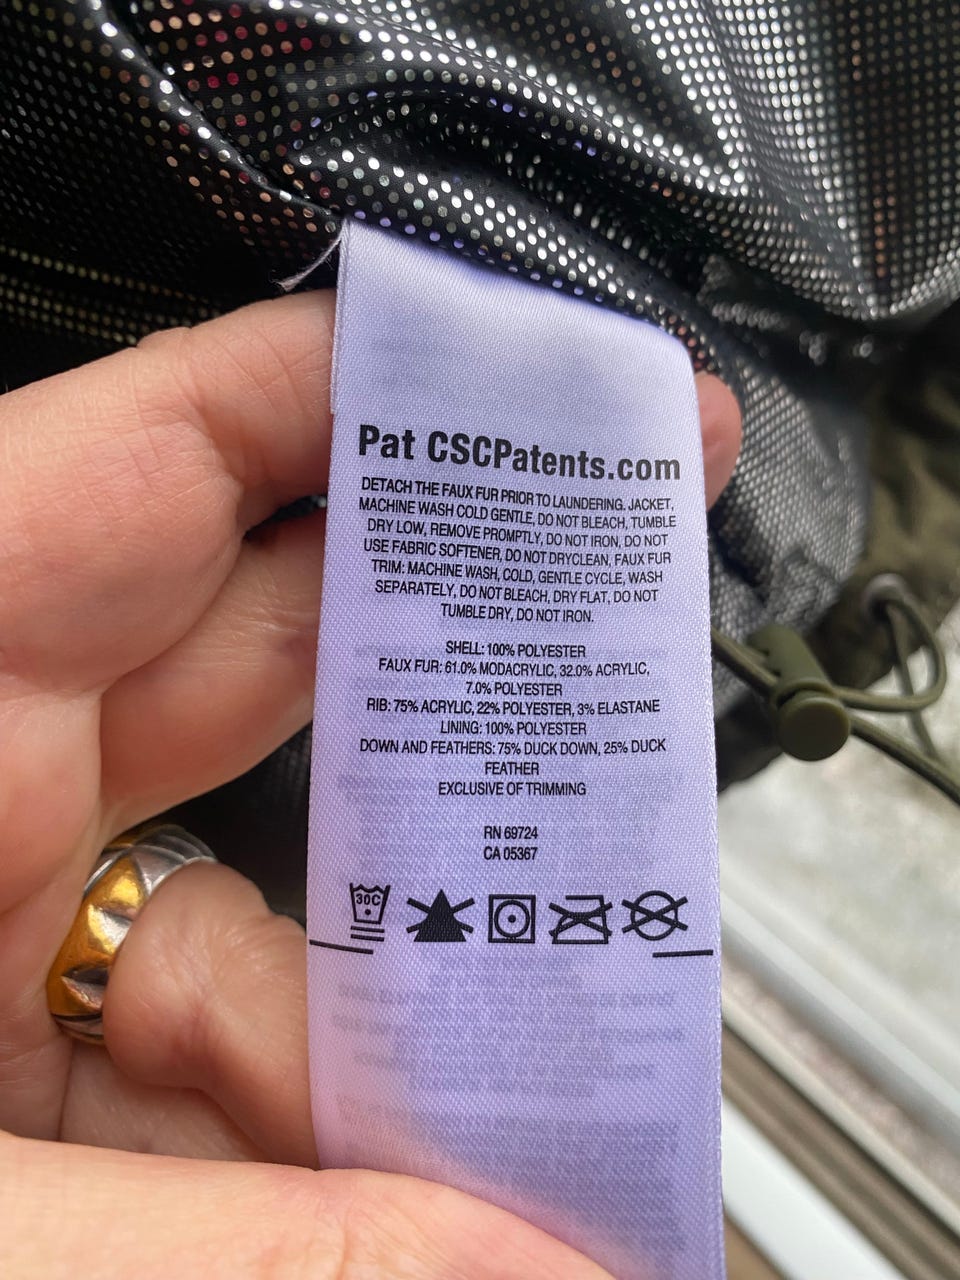 Pat CSCPatents.com
DETACH THE FAUX FUR PRIOR TO LAUNDERING. JACKET,
MACHINE WASH COLD GENTLE, DO NOT BLEACH, TUMBLE
DRY LOW, REMOVE PROMPTLY, DO NOT IRON, DO NOT
USE FABRIC SOFTENER, DO NOT DRYCLEAN, FAUX FUR
TRIM: MACHINE WASH, COLD, GENTLE CYCLE, WASH
SEPARATELY, DO NOT BLEACH, DRY FLAT, DO NOT
TUMBLE DRY, DO NOT IRON.
SHELL: 100% POLYESTER
FAUX FUR: 61.0% MODACRYLIC, 32.0% ACRYLIC,
7.0% POLYESTER
RIB: 75% ACRYLIC, 22% POLYESTER, 3% ELASTANE
LINING: 100% POLYESTER
DOWN AND FEATHERS: 75% DUCK DOWN, 25% DUCK
FEATHER
EXCLUSIVE OF TRIMMING
RN 69724
CA 05367
30C